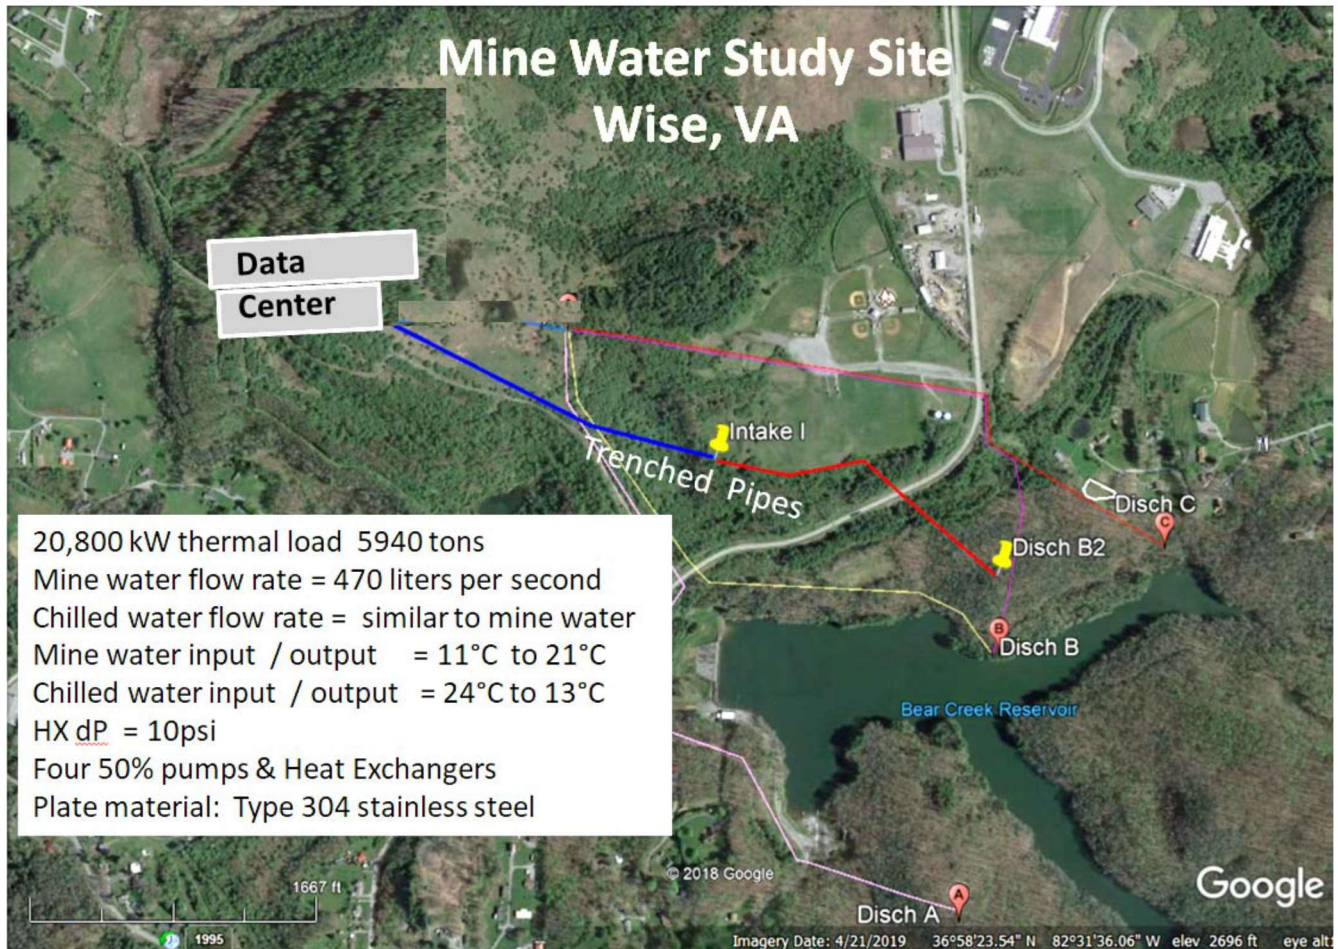 Mine Water Study Site
Wise, VA
Data
Center
Intake I
Trenched Pipes
Disch C
C
Disch B2
B
Disch B
Bear Creek Reservoir
20,800 kW thermal load 5940 tons
Mine water flow rate = 470 liters per second
Chilled water flow rate = similar to mine water
Mine water input / output = 11°C to 21°C
Chilled water input / output = 24°C to 13°C
HX dP = 10psi
Four 50% pumps & Heat Exchangers
Plate material: Type 304 stainless steel
© 2018 Google
Google
1667 ft
A
Disch A
1995
Imagery Date: 4/21/2019 36°58'23.54" N 82°31'36.06" W elev 2696 ft eye alt